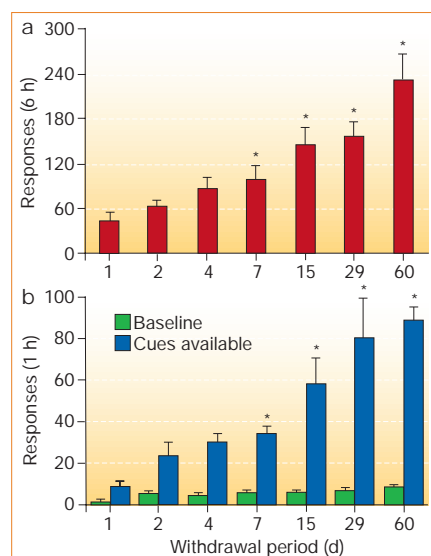 a
Responses (6 h)
300
240
180
120
60
0
* * * *
1 2 4 7 15 29 60
b
Responses (1 h)
100
80
60
40
20
0
Baseline
Cues available
* * * *
1 2 4 7 15 29 60
Withdrawal period (d)